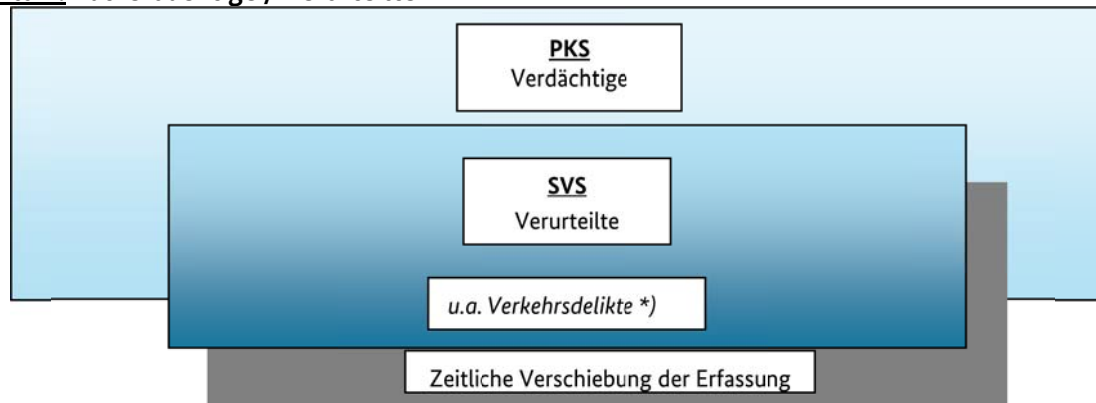 PKS
Verdächtige
SVS
Verurteilte
u.a. Verkehrsdelikte *)
Zeitliche Verschiebung der Erfassung